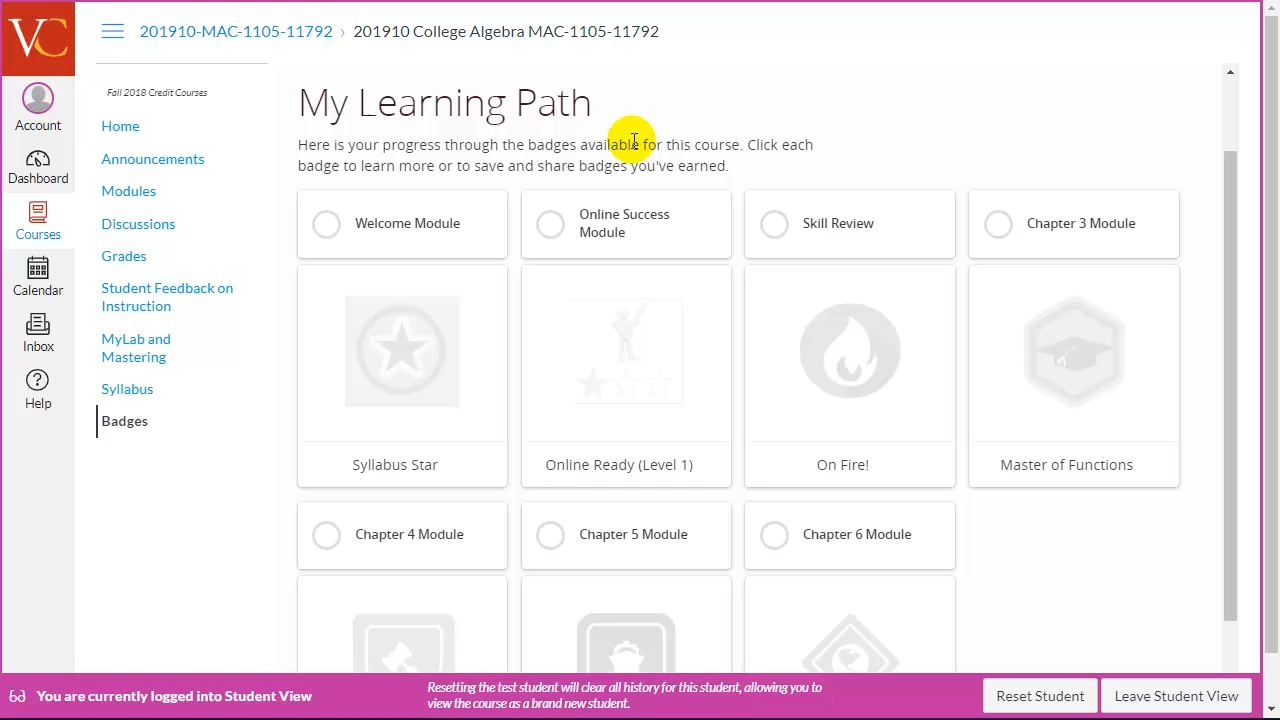 VC
201910-MAC-1105-11792 › 201910 College Algebra MAC-1105-11792
Account
Dashboard
Courses
Calendar
Inbox
Help
Fall 2018 Credit Courses
Home
Announcements
Modules
Discussions
Grades
Student Feedback on
Instruction
MyLab and
Mastering
Syllabus
Badges
My Learning Path
Here is your progress through the badges available for this course. Click each
badge to learn more or to save and share badges you've earned.
Welcome Module
Online Success
Module
Skill Review
Chapter 3 Module
Syllabus Star
Online Ready (Level 1)
On Fire!
Master of Functions
Chapter 4 Module
Chapter 5 Module
Chapter 6 Module
You are currently logged into Student View
Resetting the test student will clear all history for this student, allowing you to
view the course as a brand new student.
Reset Student
Leave Student View